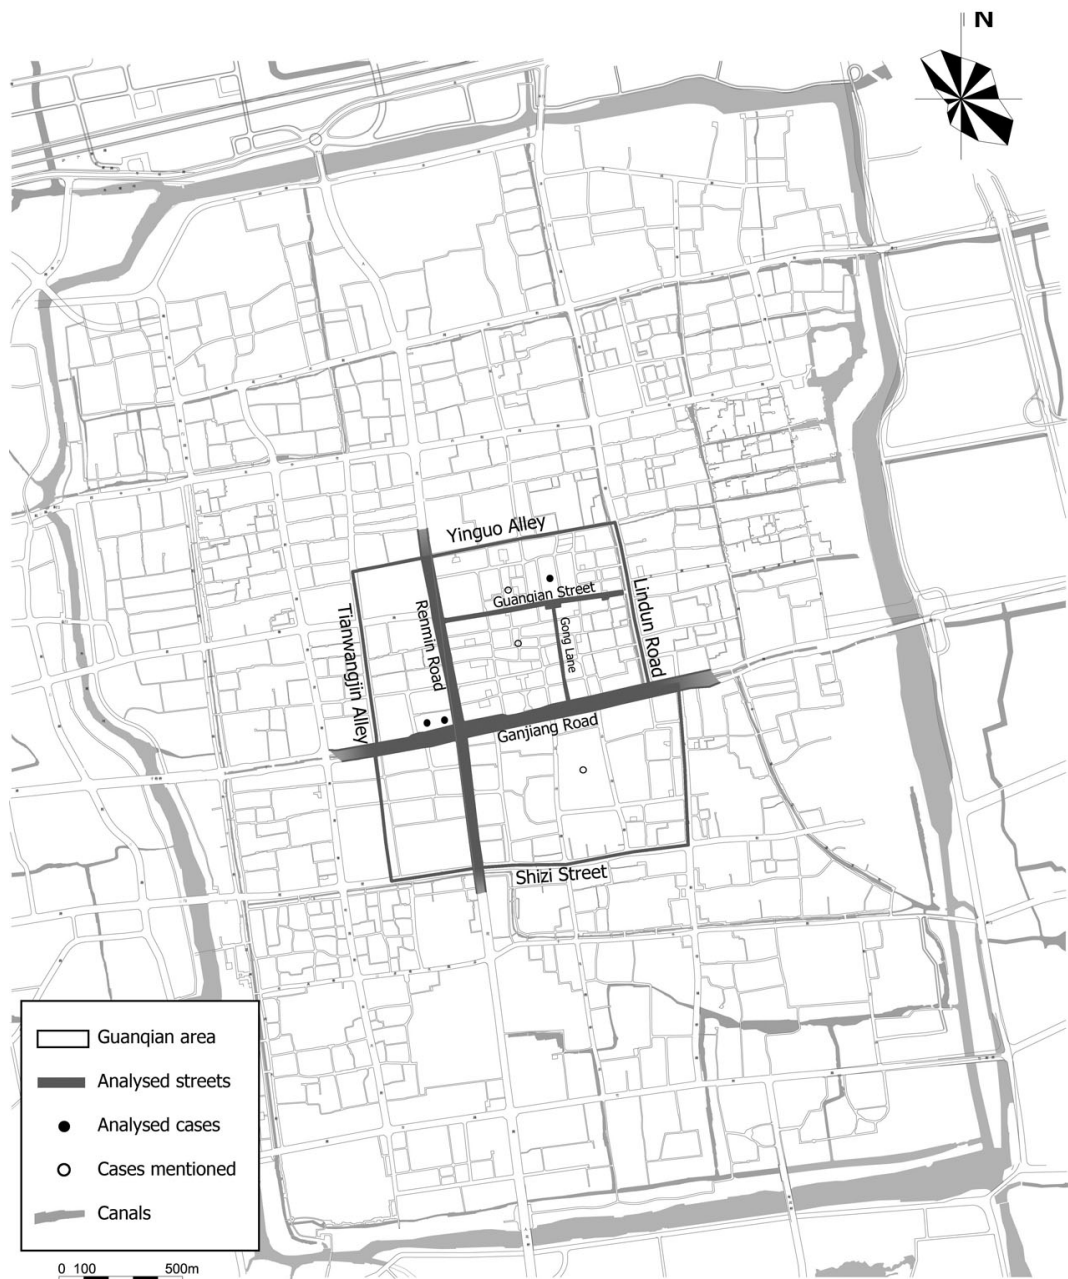 N
Yinguo Alley
Guanqian Street
Tianwangjin Alley
Renmin Road
Gong Lane
Lindun Road
Ganjiang Road
Shizi Street
Guanqian area
Analysed streets
Analysed cases
Cases mentioned
Canals
0 100 500m